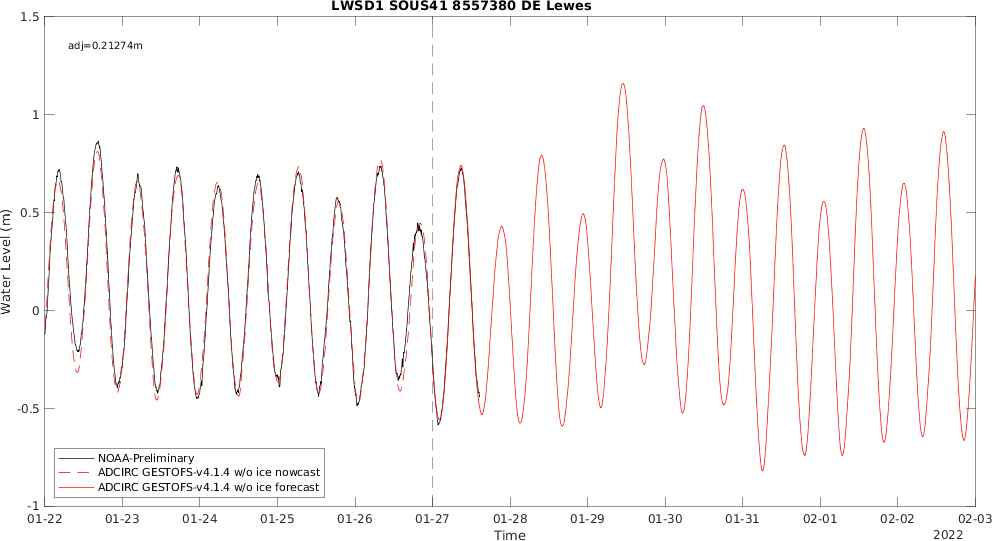 LWSD1 SOUS41 8557380 DE Lewes
adj=0.21274m
Water Level (m)
1.5
1
0.5
0
-0.5
-1
NOAA-Preliminary
ADCIRC GESTOFS-v4.1.4 w/o ice nowcast
ADCIRC GESTOFS-v4.1.4 w/o ice forecast
01-22 01-23 01-24 01-25 01-26 01-27 01-28 01-29 01-30 01-31 02-01 02-02 02-03
Time
2022